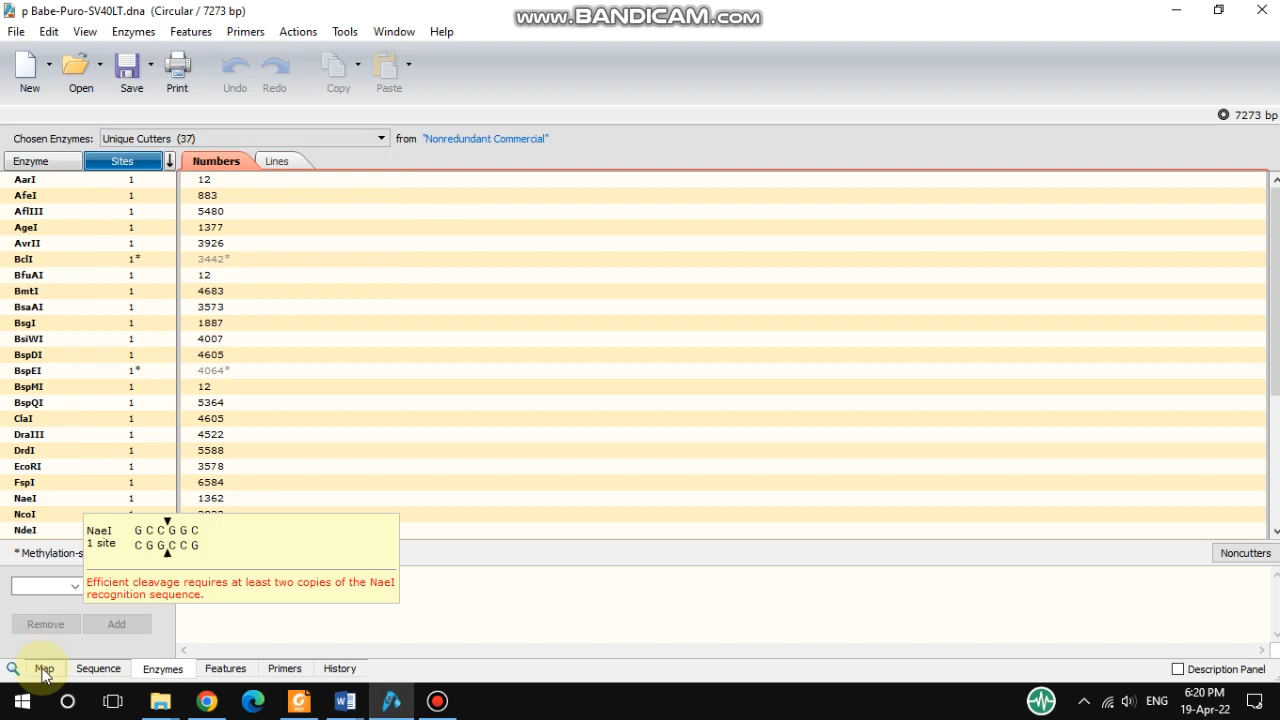 p Babe-Puro-SV40LT.dna (Circular / 7273 bp)
www.BANDICAM.com
File Edit View Enzymes Features Primers Actions Tools Window Help
New Open Save Print Undo Redo Copy Paste
7273 bp
Chosen Enzymes: Unique Cutters (37) from "Nonredundant Commercial"
Enzyme Sites Numbers Lines
AarI 1 12
AfeI 1 883
AflIII 1 5480
AgeI 1 1377
AvrII 1 3926
BclI 1* 3442*
BfuAI 1 12
BmtI 1 4683
BsaAI 1 3573
BsgI 1 1887
BsiWI 1 4007
BspDI 1 4605
BspEI 1* 4064*
BspMI 1 12
BspQI 1 5364
ClaI 1 4605
DraIII 1 4522
DrdI 1 5588
EcoRI 1 3578
FspI 1 6584
NaeI 1 1362
NcoI
NdeI
NaeI G C C G G C
1 site C G G C C G
Efficient cleavage requires at least two copies of the NaeI
recognition sequence.
* Methylation-s
Noncutters
Remove Add
Map Sequence Enzymes Features Primers History Description Panel
ENG 6:20 PM
19-Apr-22